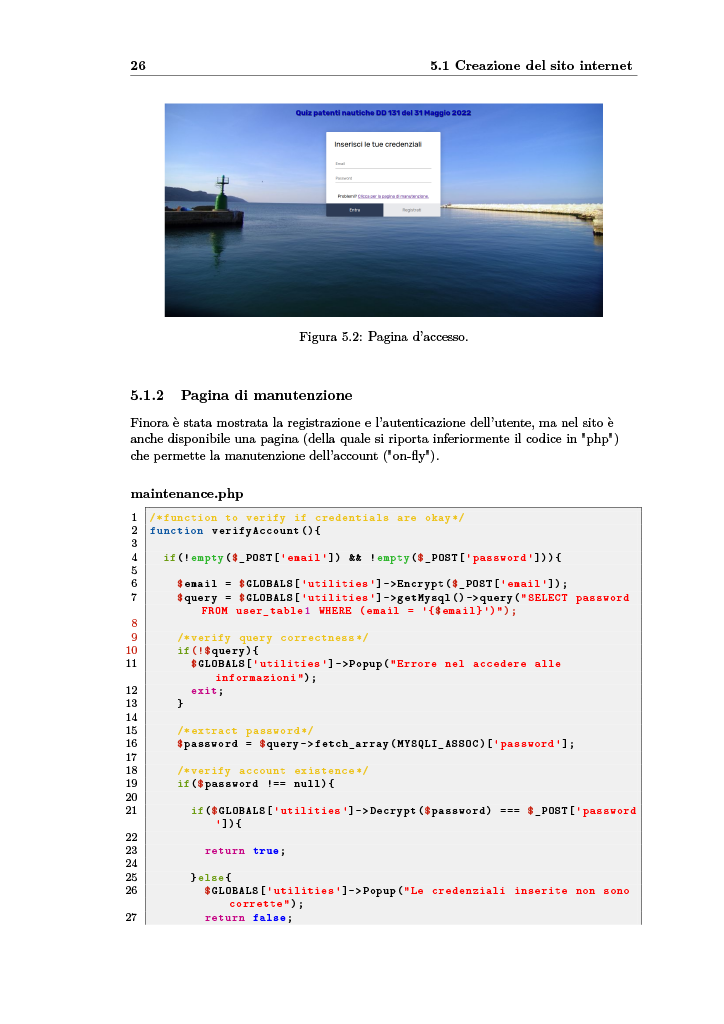 26 5.1 Creazione del sito internet
Quiz patenti nautiche DD 131 del 31 Maggio 2022
Inserisci le tue credenziali
Email
Password
Problemi? Clicca per la pagina di manutenzione.
Entra Registrati
Figura 5.2: Pagina d'accesso.
5.1.2 Pagina di manutenzione
Finora è stata mostrata la registrazione e l'autenticazione dell'utente, ma nel sito è
anche disponibile una pagina (della quale si riporta inferiormente il codice in "php")
che permette la manutenzione dell'account ("on-fly").
maintenance.php
1 /*function to verify if credentials are okay*/
2 function verifyAccount(){
3
4 if(!empty($_POST['email']) && !empty($_POST['password'])){
5
6 $email = $GLOBALS['utilities']->Encrypt($_POST['email']);
7 $query = $GLOBALS['utilities']->getMysql()->query("SELECT password
FROM user_table1 WHERE (email = '{$email}')");
8
9 /*verify query correctness*/
10 if(!$query){
11 $GLOBALS['utilities']->Popup("Errore nel accedere alle
informazioni");
12 exit;
13 }
14
15 /*extract password*/
16 $password = $query->fetch_array(MYSQLI_ASSOC)['password'];
17
18 /*verify account existence*/
19 if($password !== null){
20
21 if($GLOBALS['utilities']->Decrypt($password) === $_POST['password
']){
22
23 return true;
24
25 }else{
26 $GLOBALS['utilities']->Popup("Le credenziali inserite non sono
corrette");
27 return false;